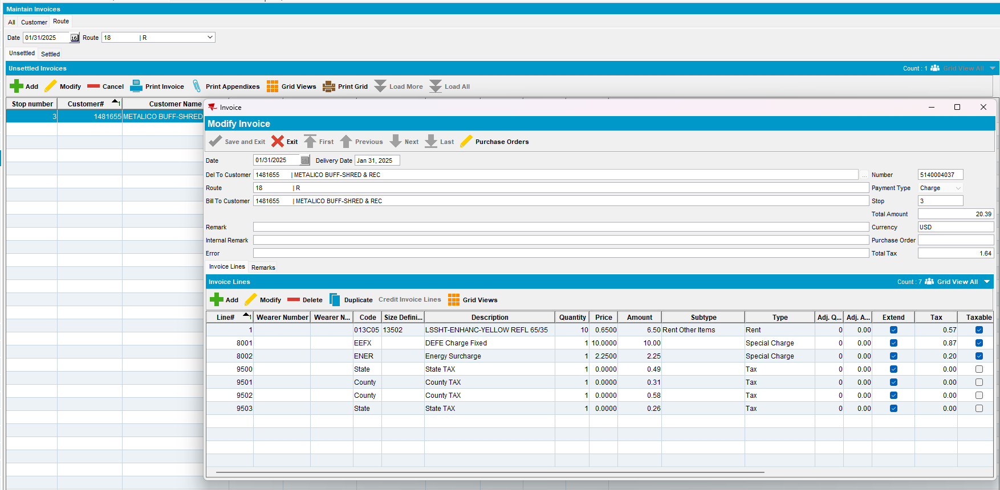 Maintain Invoices
All Customer Route
Date 01/31/2025 16 Route 18 | R
Unsettled Settled
Unsettled Invoices Count : 1 Grid View All
Add Modify Cancel Print Invoice Print Appendixes Grid Views Print Grid Load More Load All
Stop number Customer# 1 Customer Name
3 1481655 METALICO BUFF-SHRED
Invoice
Modify Invoice
Save and Exit Exit First Previous Next Last Purchase Orders
Date 01/31/2025 16 Delivery Date Jan 31, 2025
Del To Customer 1481655 | METALICO BUFF-SHRED & REC ... Number 5140004037
Route 18 | R Payment Type Charge
Bill To Customer 1481655 | METALICO BUFF-SHRED & REC Stop 3
Total Amount 20.39
Remark Currency USD
Internal Remark Purchase Order
Error Total Tax 1.64
Invoice Lines Remarks
Invoice Lines Count : 7 Grid View All
Add Modify Delete Duplicate Credit Invoice Lines Grid Views
Line# 1 Wearer Number Wearer N... Code Size Defini... Description Quantity Price Amount Subtype Type Adj. Q... Adj. A... Extend Tax Taxable
1 013C05 13502 LSSHT-ENHANC-YELLOW REFL 65/35 10 0.6500 6.50 Rent Other Items Rent 0 0.00 0.57
8001 EEFX DEFE Charge Fixed 1 10.0000 10.00 Special Charge 0 0.00 0.87
8002 ENER Energy Surcharge 1 2.2500 2.25 Special Charge 0 0.00 0.20
9500 State State TAX 1 0.0000 0.49 Tax 0 0.00 0.00
9501 County County TAX 1 0.0000 0.31 Tax 0 0.00 0.00
9502 County County TAX 1 0.0000 0.58 Tax 0 0.00 0.00
9503 State State TAX 1 0.0000 0.26 Tax 0 0.00 0.00